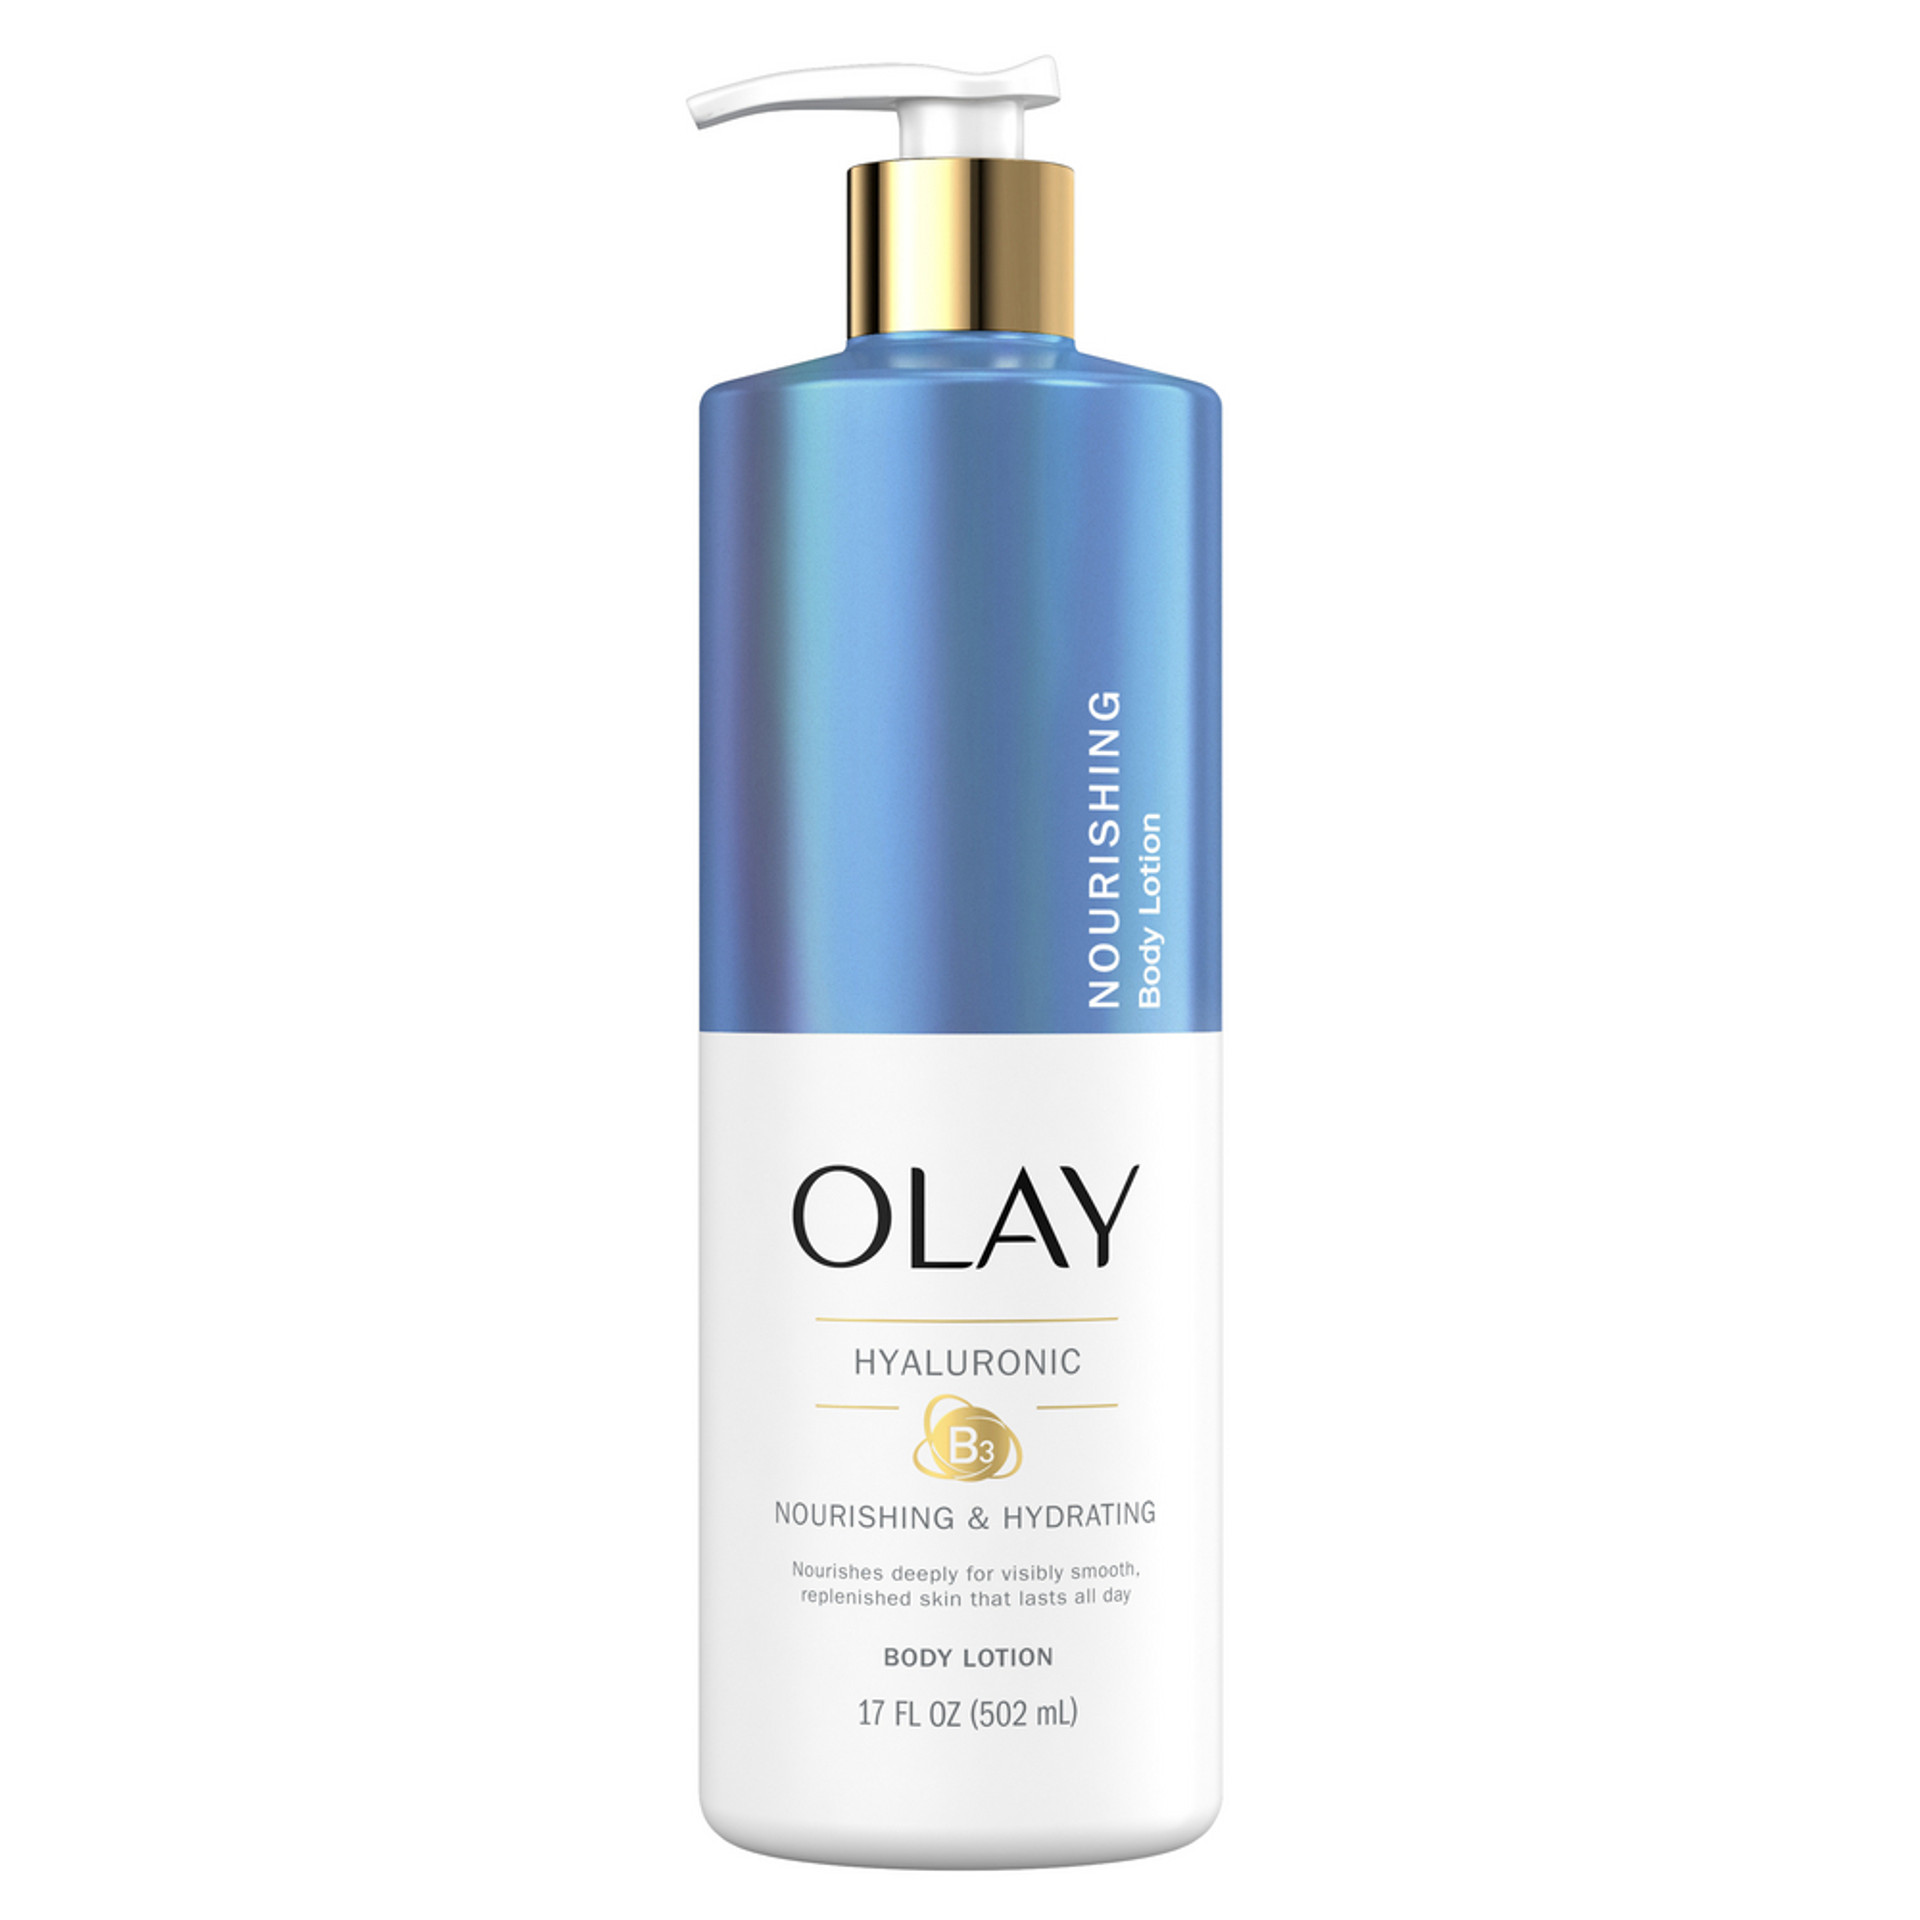 NOURISHING
Body Lotion
OLAY
HYALURONIC
B3
NOURISHING & HYDRATING
Nourishes deeply for visibly smooth,
replenished skin that lasts all day
BODY LOTION
17 FL OZ (502 mL)